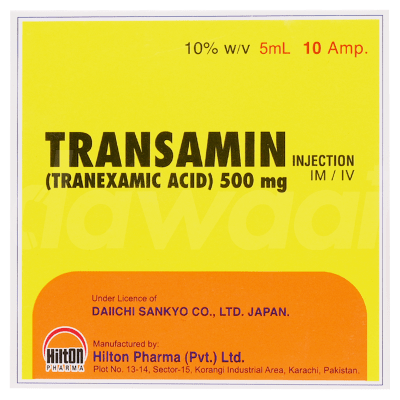 10% w/v 5mL 10 Amp.
TRANSAMIN INJECTION
(TRANEXAMIC ACID) 500 mg IM / IV
dawaai
Under Licence of
DAIICHI SANKYO CO., LTD. JAPAN.
Manufactured by:
Hilton Pharma (Pvt.) Ltd.
Plot No. 13-14, Sector-15, Korangi Industrial Area, Karachi, Pakistan.
HilTON
PHARMA